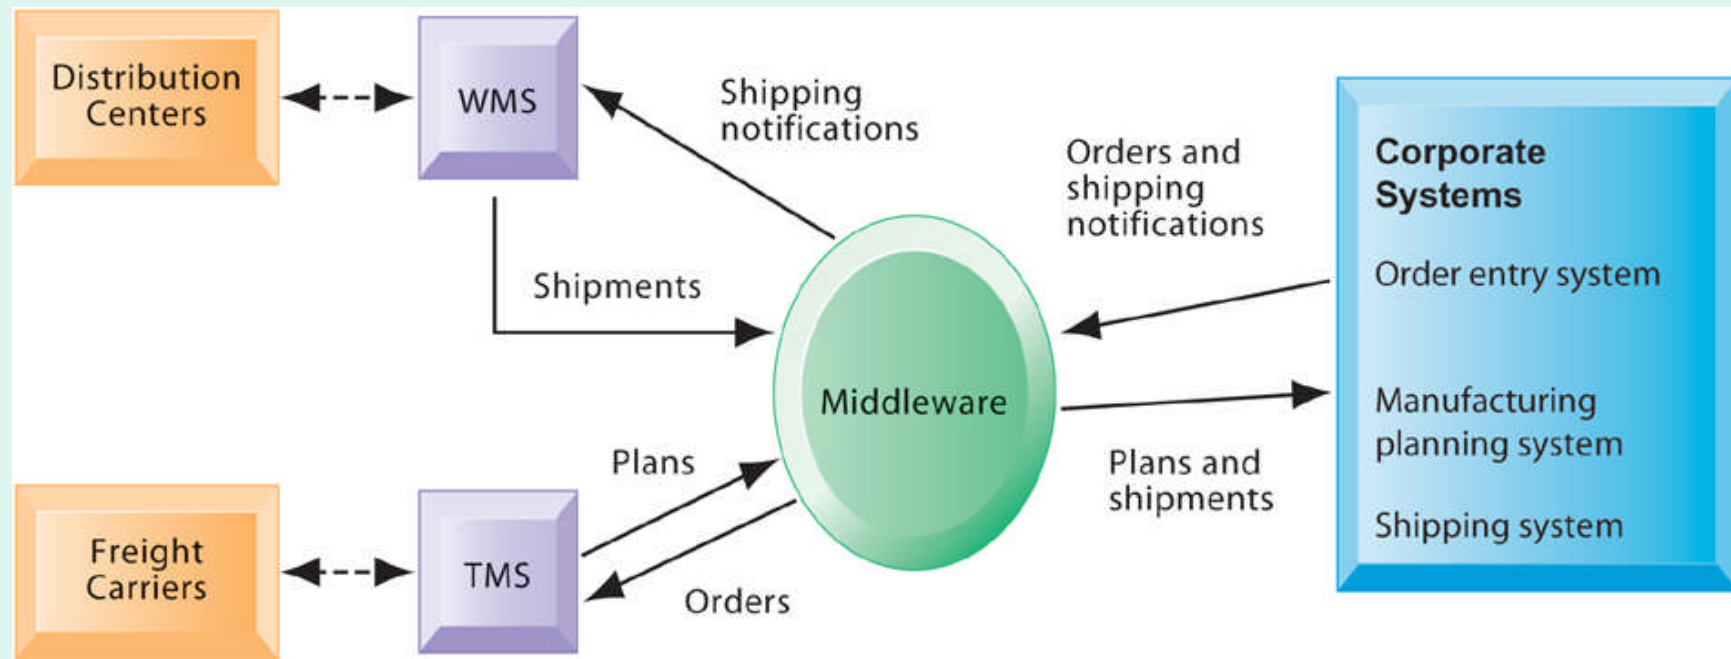 Distribution
Centers
WMS
Shipping
notifications
Orders and
shipping
notifications
Corporate
Systems
Order entry system
Shipments
Middleware
Manufacturing
planning system
Plans
Plans and
shipments
Shipping system
Freight
Carriers
TMS
Orders